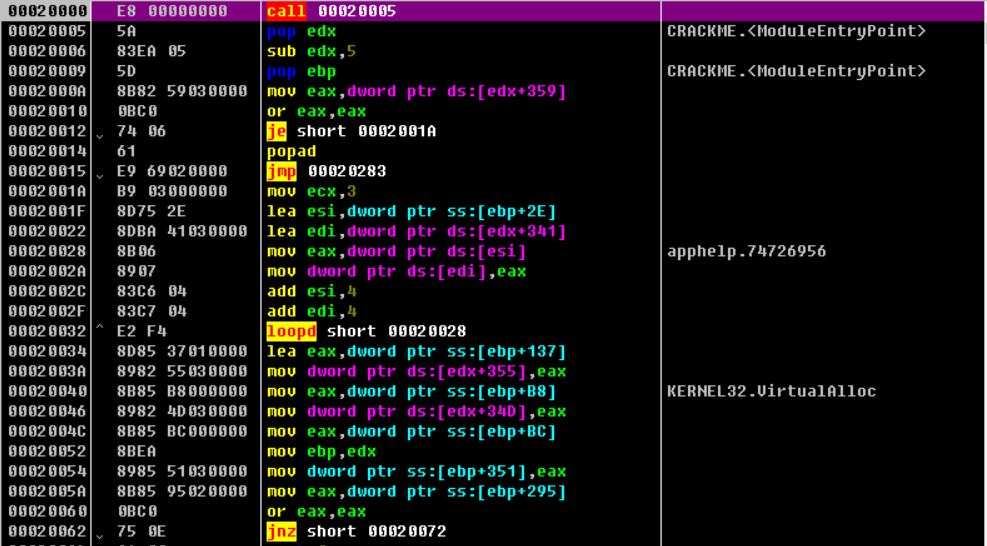 00020000 E8 00000000 call 00020005
00020005 5A pop edx CRACKME.<ModuleEntryPoint>
00020006 83EA 05 sub edx,5
00020009 5D pop ebp CRACKME.<ModuleEntryPoint>
0002000A 8B82 59030000 mov eax,dword ptr ds:[edx+359]
00020010 0BC0 or eax,eax
00020012 74 06 je short 0002001A
00020014 61 popad
00020015 E9 69020000 jmp 00020283
0002001A B9 03000000 mov ecx,3
0002001F 8D75 2E lea esi,dword ptr ss:[ebp+2E]
00020022 8DBA 41030000 lea edi,dword ptr ds:[edx+341]
00020028 8B06 mov eax,dword ptr ds:[esi] apphelp.74726956
0002002A 8907 mov dword ptr ds:[edi],eax
0002002C 83C6 04 add esi,4
0002002F 83C7 04 add edi,4
00020032 E2 F4 loopd short 00020028
00020034 8D85 37010000 lea eax,dword ptr ss:[ebp+137]
0002003A 8982 55030000 mov dword ptr ds:[edx+355],eax
00020040 8B85 B8000000 mov eax,dword ptr ss:[ebp+B8] KERNEL32.VirtualAlloc
00020046 8982 4D030000 mov dword ptr ds:[edx+34D],eax
0002004C 8B85 BC000000 mov eax,dword ptr ss:[ebp+BC]
00020052 8BEA mov ebp,edx
00020054 8985 51030000 mov dword ptr ss:[ebp+351],eax
0002005A 8B85 95020000 mov eax,dword ptr ss:[ebp+295]
00020060 0BC0 or eax,eax
00020062 75 0E jnz short 00020072